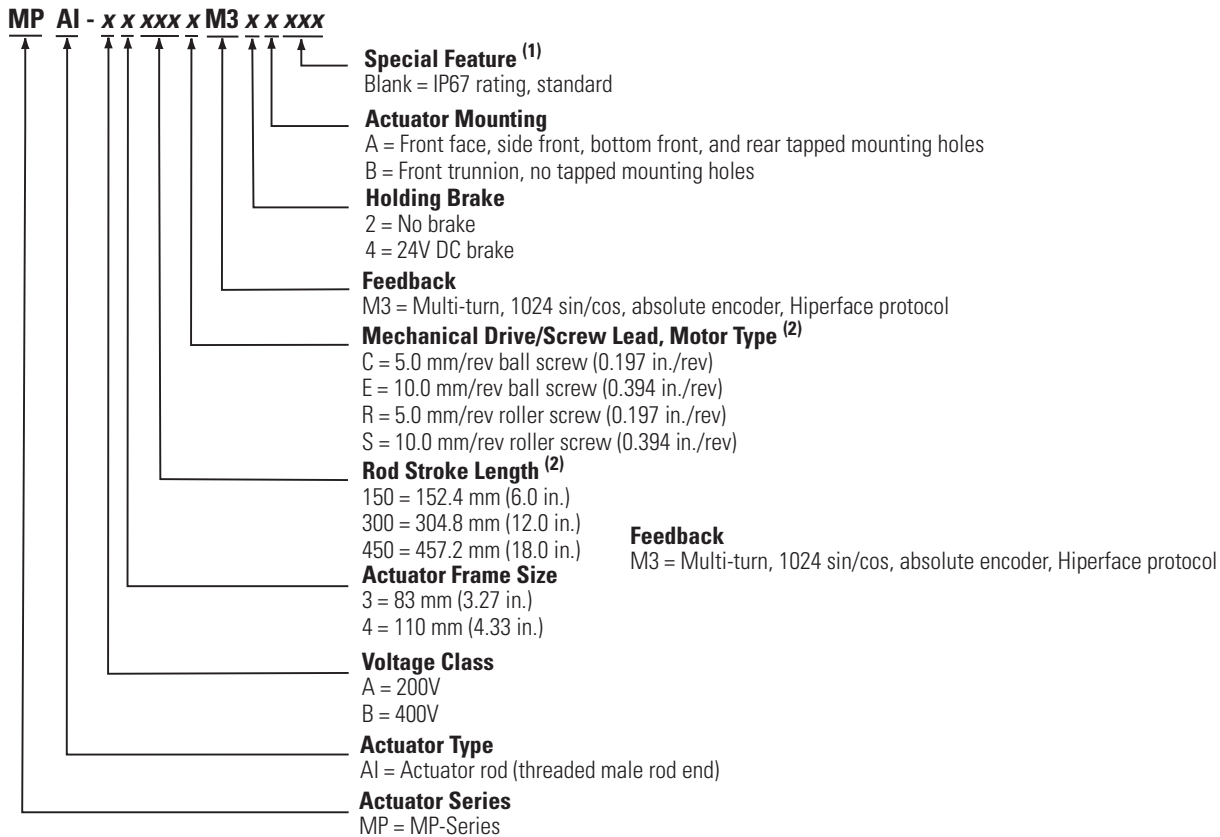 MP AI - x x xxx x M3 x x xxx
Special Feature (1)
Blank = IP67 rating, standard
Actuator Mounting
A = Front face, side front, bottom front, and rear tapped mounting holes
B = Front trunnion, no tapped mounting holes
Holding Brake
2 = No brake
4 = 24V DC brake
Feedback
M3 = Multi-turn, 1024 sin/cos, absolute encoder, Hiperface protocol
Mechanical Drive/Screw Lead, Motor Type (2)
C = 5.0 mm/rev ball screw (0.197 in./rev)
E = 10.0 mm/rev ball screw (0.394 in./rev)
R = 5.0 mm/rev roller screw (0.197 in./rev)
S = 10.0 mm/rev roller screw (0.394 in./rev)
Rod Stroke Length (2)
150 = 152.4 mm (6.0 in.)
300 = 304.8 mm (12.0 in.)
450 = 457.2 mm (18.0 in.)
Feedback
M3 = Multi-turn, 1024 sin/cos, absolute encoder, Hiperface protocol
Actuator Frame Size
3 = 83 mm (3.27 in.)
4 = 110 mm (4.33 in.)
Voltage Class
A = 200V
B = 400V
Actuator Type
AI = Actuator rod (threaded male rod end)
Actuator Series
MP = MP-Series